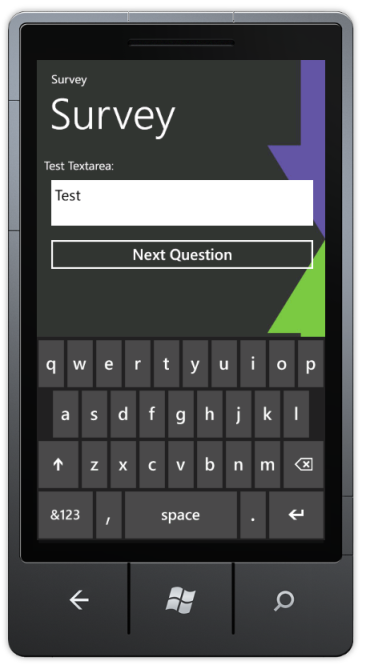 Survey
Survey
Test Textarea:
Test
Next Question
q w e r t y u i o p
a s d f g h j k l
z x c v b n m
&123 , space .